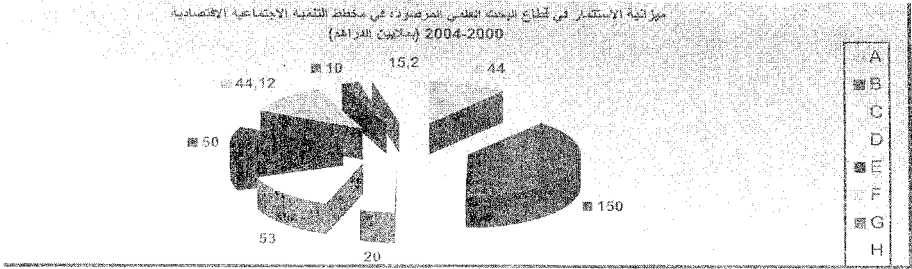 ميزانية الاستثمار في قطاع البحث العلمي المرصودة في مخطط التنمية الاجتماعية الاقتصادية
2000-2004 (بملايين الدراهم)
15,2
10
44
44,12
50
150
53
20
A
B
C
D
E
F
G
H